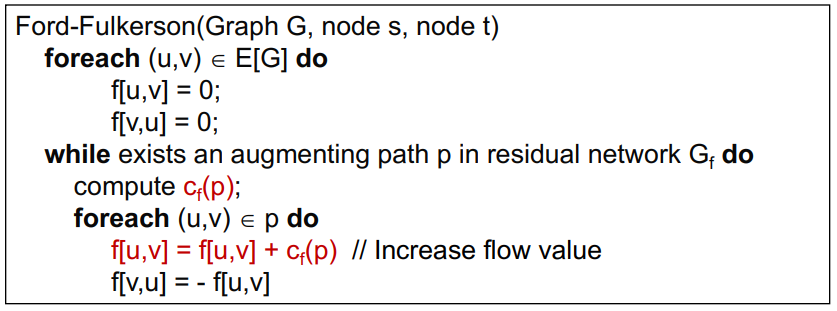 Ford-Fulkerson(Graph G, node s, node t)
foreach (u,v) ∈ E[G] do
f[u,v] = 0;
f[v,u] = 0;
while exists an augmenting path p in residual network Gf do
compute cf(p);
foreach (u,v) ∈ p do
f[u,v] = f[u,v] + cf(p) // Increase flow value
f[v,u] = - f[u,v]